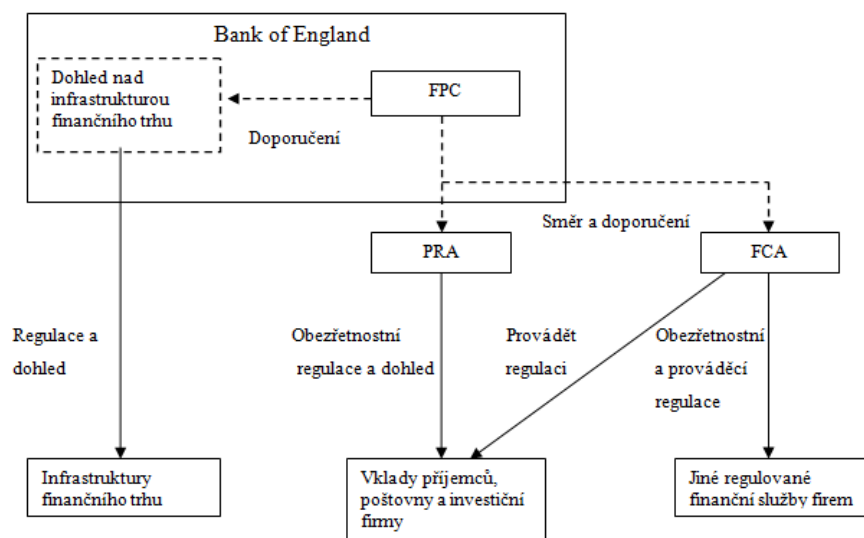 Bank of England
Dohled nad
infrastrukturou
finančního trhu
FPC
Doporučení
Směr a doporučení
PRA
FCA
Regulace a
dohled
Obezřetnostní
regulace a dohled
Provádět
regulaci
Obezřetnostní
a prováděcí
regulace
Infrastruktury
finančního trhu
Vklady příjemců,
poštovny a investiční
firmy
Jiné regulované
finanční služby firem